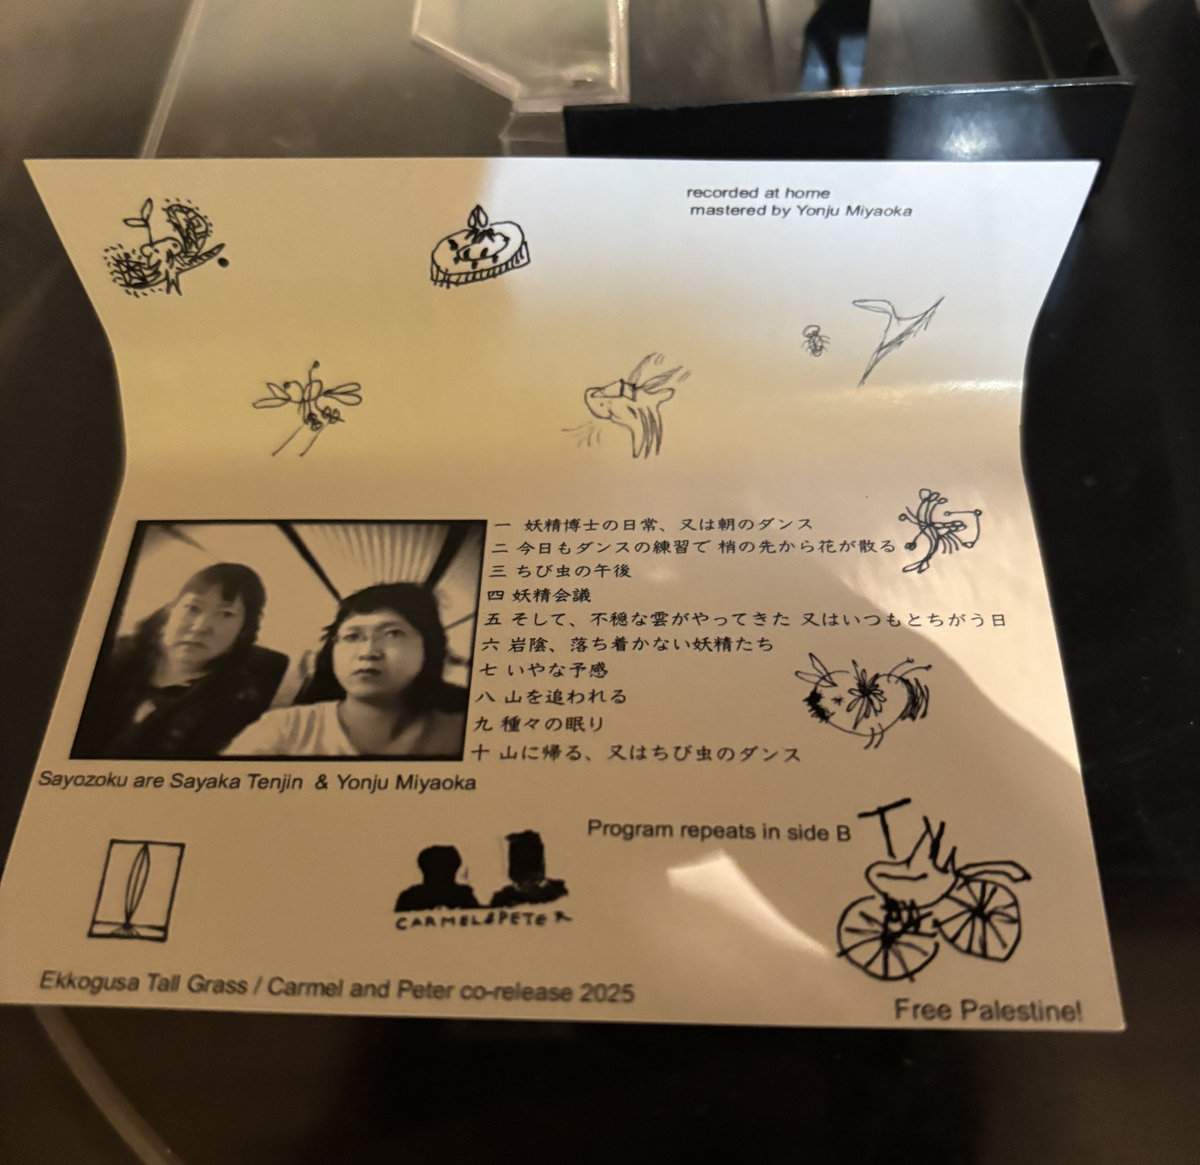 recorded at home
mastered by Yonju Miyaoka
一 妖精博士の日常、又は朝のダンス
二 今日もダンスの練習で 梢の先から花が散る
三 ちび虫の午後
四 妖精会議
五 そして、不穏な雲がやってきた 又はいつもとちがう日
六 岩陰、落ち着かない妖精たち
七 いやな予感
八 山を追われる
九 種々の眠り
十 山に帰る、又はちび虫のダンス
Sayozoku are Sayaka Tenjin & Yonju Miyaoka
Program repeats in side B
CARMEL&PETER
Ekkogusa Tall Grass / Carmel and Peter co-release 2025
Free Palestine!